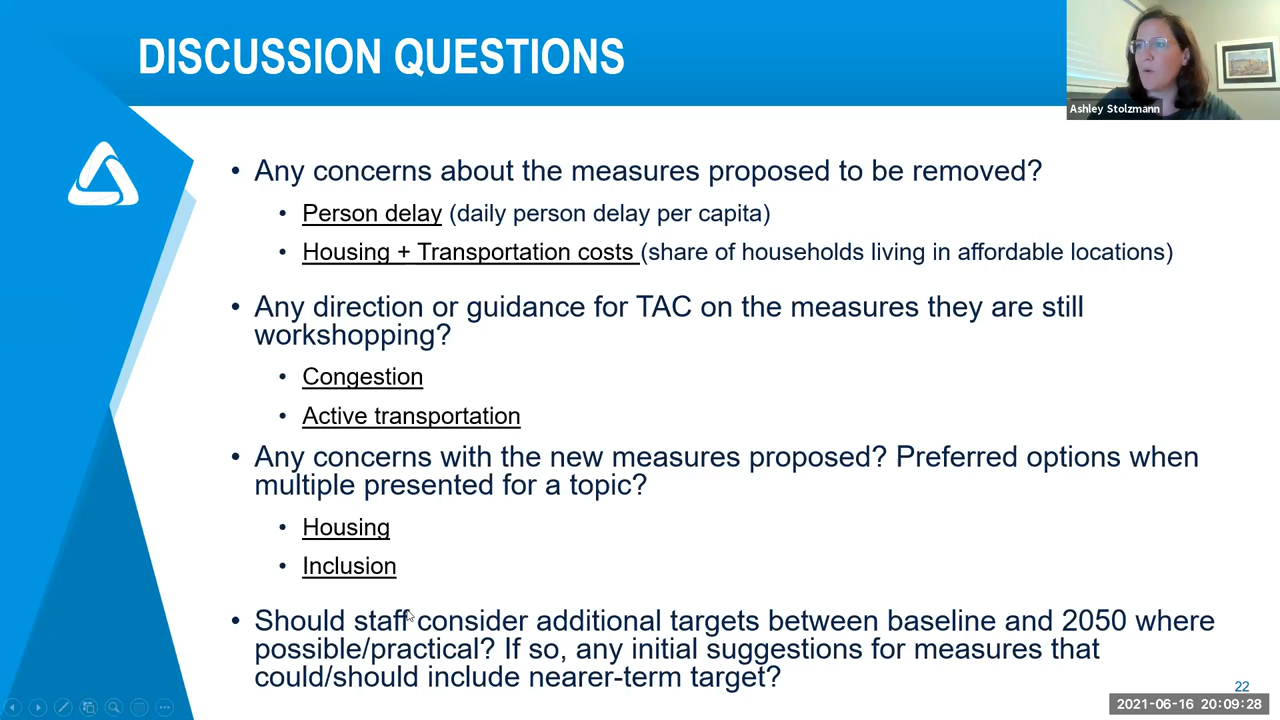 DISCUSSION QUESTIONS
Ashley Stolzmann
• Any concerns about the measures proposed to be removed?
• Person delay (daily person delay per capita)
• Housing + Transportation costs (share of households living in affordable locations)
• Any direction or guidance for TAC on the measures they are still
workshopping?
• Congestion
• Active transportation
• Any concerns with the new measures proposed? Preferred options when
multiple presented for a topic?
• Housing
• Inclusion
• Should staff consider additional targets between baseline and 2050 where
possible/practical? If so, any initial suggestions for measures that
could/should include nearer-term target?
22
2021-06-16 20:09:28